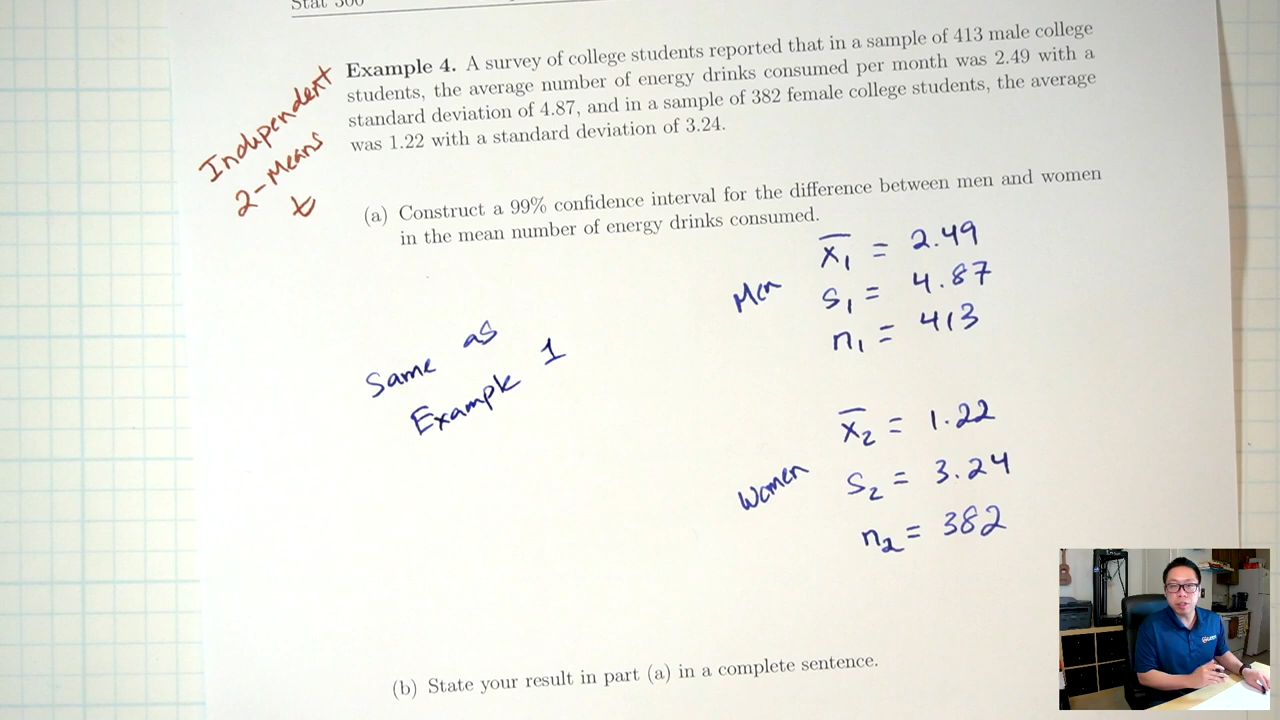 Stat 300
Example 4. A survey of college students reported that in a sample of 413 male college
students, the average number of energy drinks consumed per month was 2.49 with a
standard deviation of 4.87, and in a sample of 382 female college students, the average
was 1.22 with a standard deviation of 3.24.
Independent
2-Means
t
(a) Construct a 99% confidence interval for the difference between men and women
in the mean number of energy drinks consumed.
Men
x̄₁ = 2.49
s₁ = 4.87
n₁ = 413
Same as
Example 1
Women
x̄₂ = 1.22
s₂ = 3.24
n₂ = 382
(b) State your result in part (a) in a complete sentence.